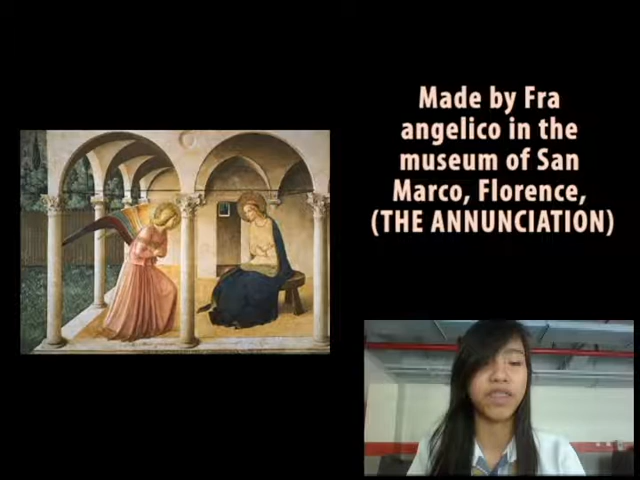 Made by Fra
angelico in the
museum of San
Marco, Florence,
(THE ANNUNCIATION)